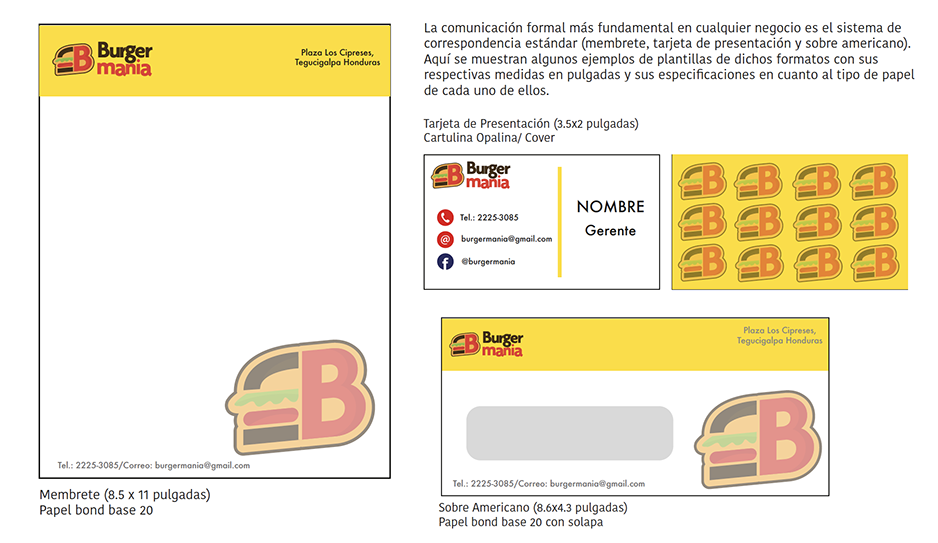 Burger
mania
Plaza Los Cipreses,
Tegucigalpa Honduras
B
Tel.: 2225-3085/Correo: burgermania@gmail.com
Membrete (8.5 x 11 pulgadas)
Papel bond base 20
La comunicación formal más fundamental en cualquier negocio es el sistema de
correspondencia estándar (membrete, tarjeta de presentación y sobre americano).
Aquí se muestran algunos ejemplos de plantillas de dichos formatos con sus
respectivas medidas en pulgadas y sus especificaciones en cuanto al tipo de papel
de cada uno de ellos.
Tarjeta de Presentación (3.5x2 pulgadas)
Cartulina Opalina/ Cover
Burger
mania
Tel.: 2225-3085
@ burgermania@gmail.com
f @burgermania
NOMBRE
Gerente
B B B B
B B B B
B B B B
Burger
mania
Plaza Los Cipreses,
Tegucigalpa Honduras
B
Tel.: 2225-3085/Correo: burgermania@gmail.com
Sobre Americano (8.6x4.3 pulgadas)
Papel bond base 20 con solapa